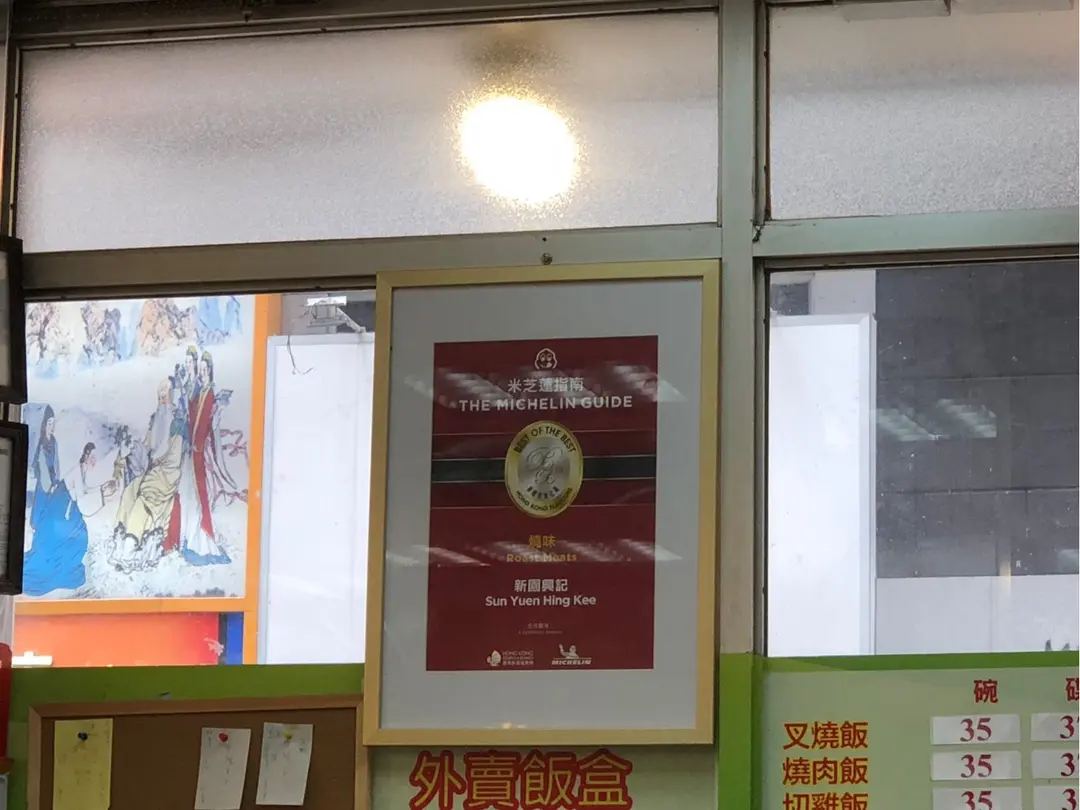 米芝蓮指南
THE MICHELIN GUIDE
BEST OF THE BEST
燒味
Roast Meats
新園興記
Sun Yuen Hing Kee
HONG KONG
MICHELIN
外賣飯盒
碗
叉燒飯 35
燒肉飯 35
切雞飯 35